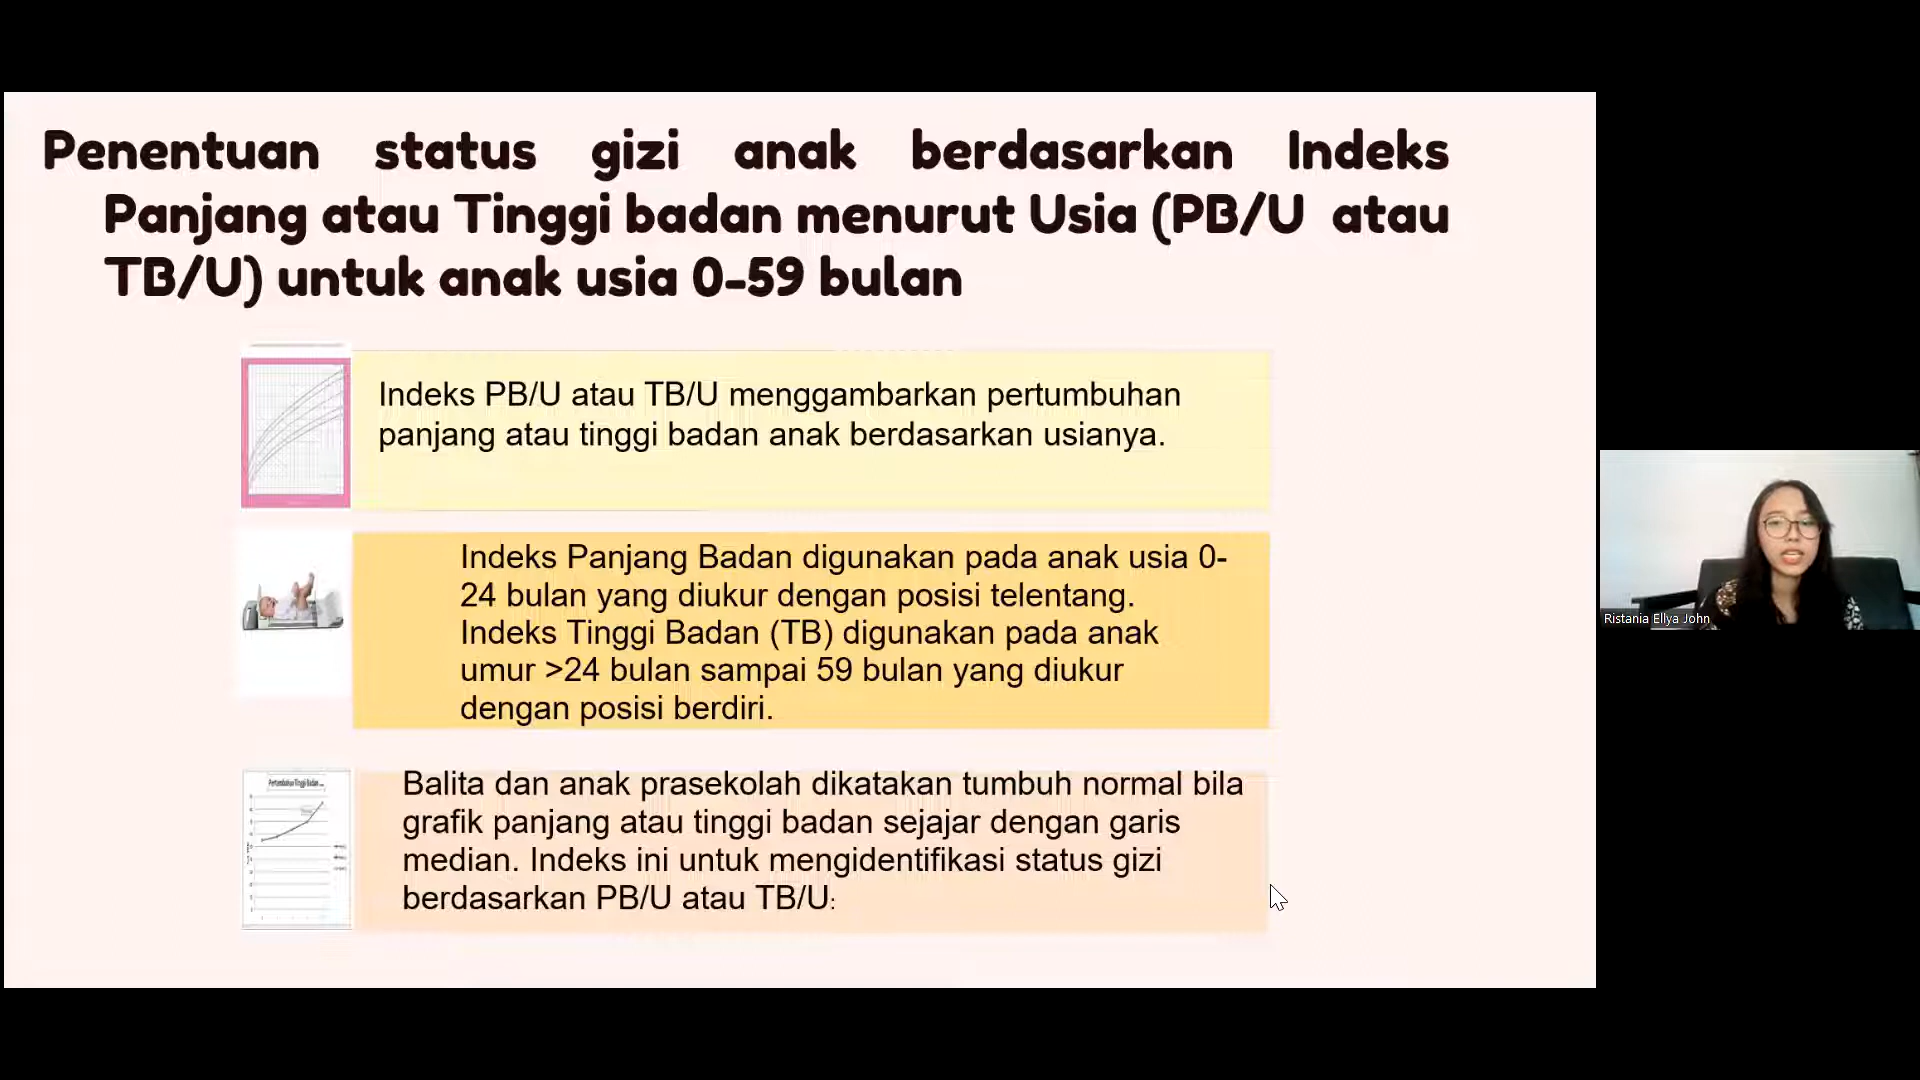 Penentuan status gizi anak berdasarkan Indeks
Panjang atau Tinggi badan menurut Usia (PB/U atau
TB/U) untuk anak usia 0-59 bulan
Indeks PB/U atau TB/U menggambarkan pertumbuhan
panjang atau tinggi badan anak berdasarkan usianya.
Indeks Panjang Badan digunakan pada anak usia 0-
24 bulan yang diukur dengan posisi telentang.
Indeks Tinggi Badan (TB) digunakan pada anak
umur >24 bulan sampai 59 bulan yang diukur
dengan posisi berdiri.
Balita dan anak prasekolah dikatakan tumbuh normal bila
grafik panjang atau tinggi badan sejajar dengan garis
median. Indeks ini untuk mengidentifikasi status gizi
berdasarkan PB/U atau TB/U:
Ristania Ellya John